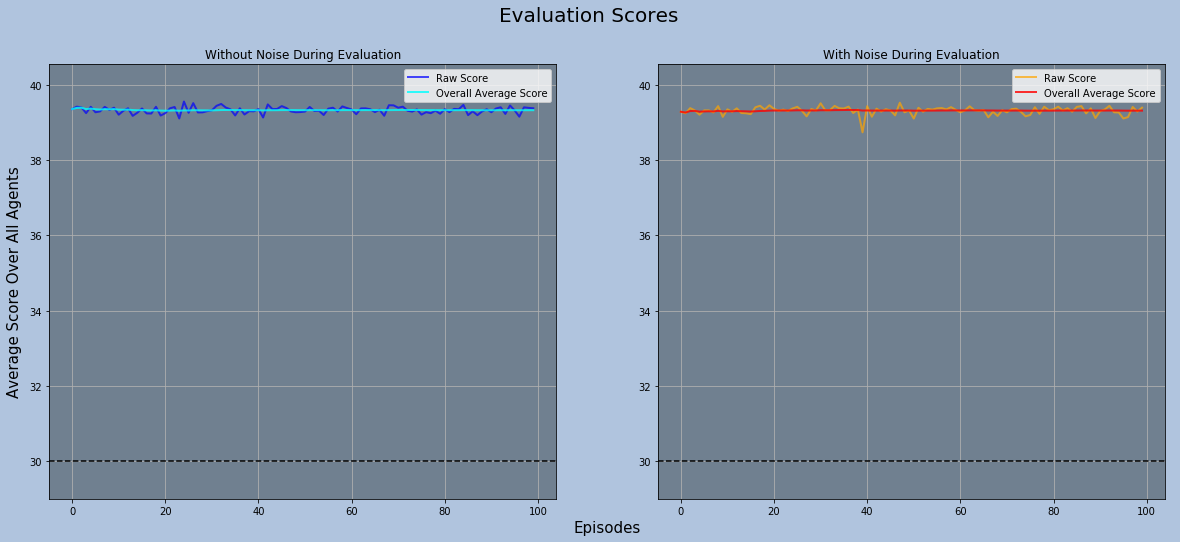 Evaluation Scores
Without Noise During Evaluation
Raw Score
Overall Average Score
40
38
36
34
32
30
0
20
40
60
80
100
Average Score Over All Agents
With Noise During Evaluation
Raw Score
Overall Average Score
40
38
36
34
32
30
0
20
40
60
80
100
Episodes